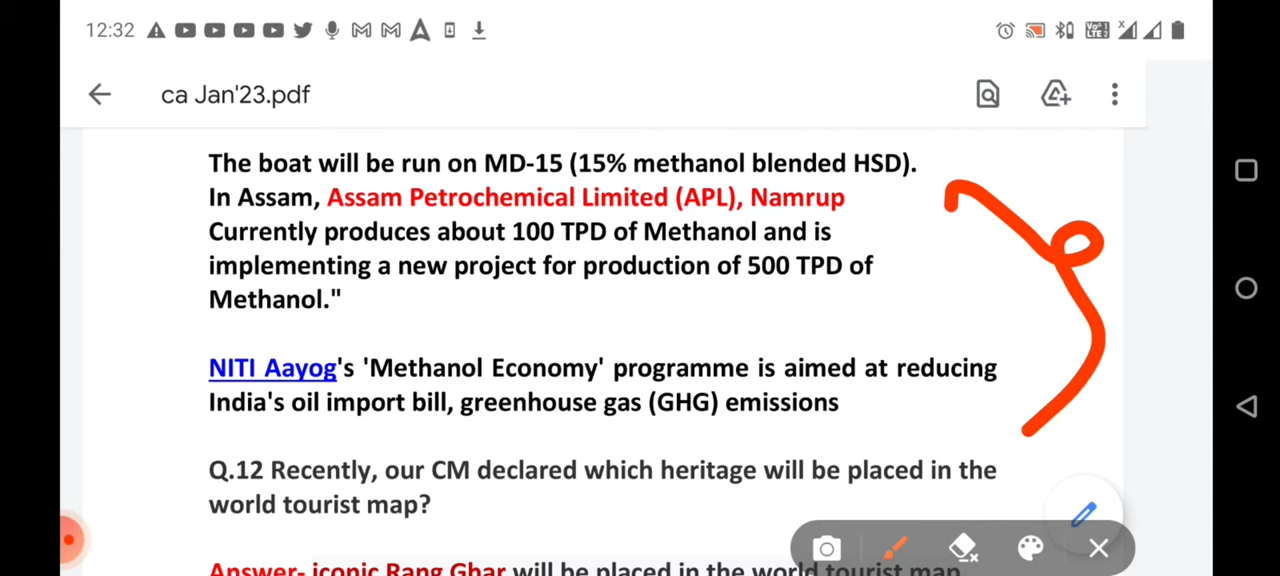 12:32
ca Jan'23.pdf
The boat will be run on MD-15 (15% methanol blended HSD).
In Assam, Assam Petrochemical Limited (APL), Namrup
Currently produces about 100 TPD of Methanol and is
implementing a new project for production of 500 TPD of
Methanol."
NITI Aayog's 'Methanol Economy' programme is aimed at reducing
India's oil import bill, greenhouse gas (GHG) emissions
Q.12 Recently, our CM declared which heritage will be placed in the
world tourist map?
Answer- iconic Rang Ghar will be placed in the world tourist map